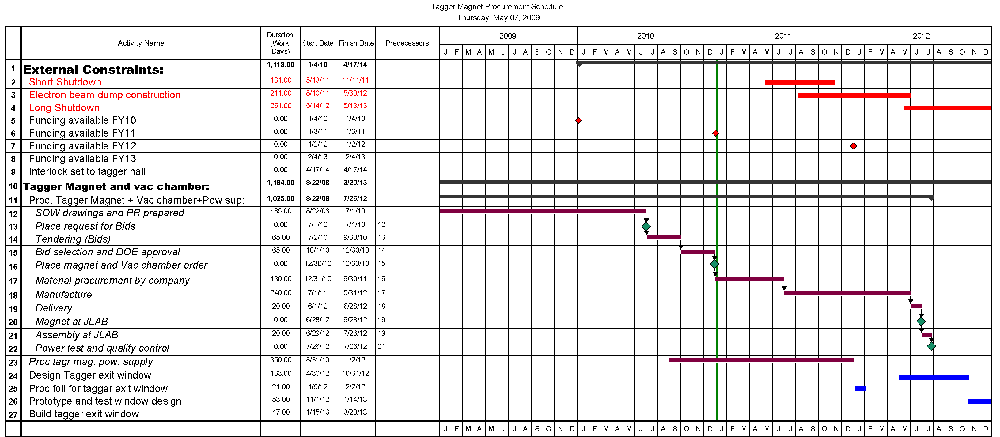 Tagger Magnet Procurement Schedule
Thursday, May 07, 2009
Activity Name Duration (Work Days) Start Date Finish Date Predecessors 2009 2010 2011 2012
J F M A M J J A S O N D J F M A M J J A S O N D J F M A M J J A S O N D J F M A M J J A S O N D
1 External Constraints: 1,118.00 1/4/10 4/17/14
2 Short Shutdown 131.00 5/13/11 11/11/11
3 Electron beam dump construction 211.00 8/10/11 5/30/12
4 Long Shutdown 261.00 5/14/12 5/13/13
5 Funding available FY10 0.00 1/4/10 1/4/10
6 Funding available FY11 0.00 1/3/11 1/3/11
7 Funding available FY12 0.00 1/2/12 1/2/12
8 Funding available FY13 0.00 2/4/13 2/4/13
9 Interlock set to tagger hall 0.00 4/17/14 4/17/14
10 Tagger Magnet and vac chamber: 1,194.00 8/22/08 3/20/13
11 Proc. Tagger Magnet + Vac chamber+Pow sup: 1,025.00 8/22/08 7/26/12
12 SOW drawings and PR prepared 485.00 8/22/08 7/1/10
13 Place request for Bids 0.00 7/1/10 7/1/10 12
14 Tendering (Bids) 65.00 7/2/10 9/30/10 13
15 Bid selection and DOE approval 65.00 10/1/10 12/30/10 14
16 Place magnet and Vac chamber order 0.00 12/30/10 12/30/10 15
17 Material procurement by company 130.00 12/31/10 6/30/11 16
18 Manufacture 240.00 7/1/11 5/31/12 17
19 Delivery 20.00 6/1/12 6/28/12 18
20 Magnet at JLAB 0.00 6/28/12 6/28/12 19
21 Assembly at JLAB 20.00 6/29/12 7/26/12 19
22 Power test and quality control 0.00 7/26/12 7/26/12 21
23 Proc tagr mag. pow. supply 350.00 8/31/10 1/2/12
24 Design Tagger exit window 133.00 4/30/12 10/31/12
25 Proc foil for tagger exit window 21.00 1/5/12 2/2/12
26 Prototype and test window design 53.00 11/1/12 1/14/13
27 Build tagger exit window 47.00 1/15/13 3/20/13
J F M A M J J A S O N D J F M A M J J A S O N D J F M A M J J A S O N D J F M A M J J A S O N D